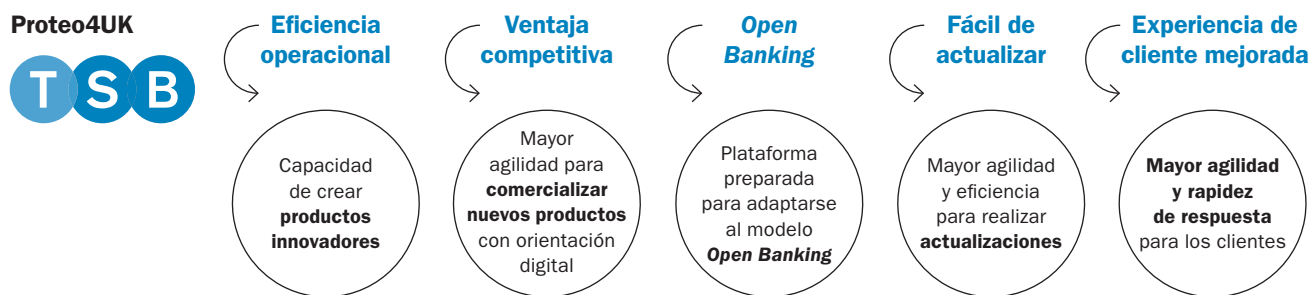 Proteo4UK
TSB
Eficiencia
operacional
Capacidad
de crear
productos
innovadores
Ventaja
competitiva
Mayor
agilidad para
comercializar
nuevos productos
con orientación
digital
Open
Banking
Plataforma
preparada
para adaptarse
al modelo
Open Banking
Fácil de
actualizar
Mayor agilidad
y eficiencia
para realizar
actualizaciones
Experiencia de
cliente mejorada
Mayor agilidad
y rapidez
de respuesta
para los clientes